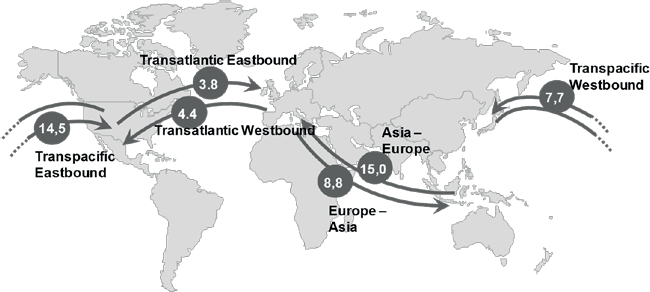 Transatlantic Eastbound
3.8
4.4
Transatlantic Westbound
14,5
Transpacific
Eastbound
Transpacific
Westbound
7,7
Asia –
Europe
15,0
8,8
Europe –
Asia